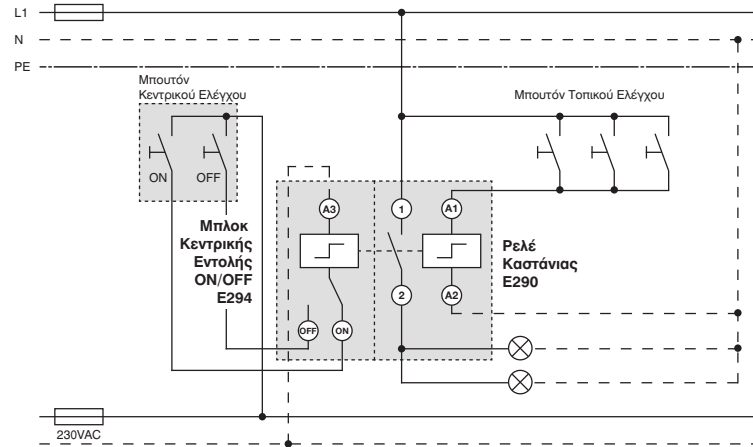 L1
N
PE
Μπουτόν
Κεντρικού Ελέγχου
Μπουτόν Τοπικού Ελέγχου
ON
OFF
A3
1
A1
Μπλοκ
Κεντρικής
Εντολής
ON/OFF
E294
Ρελέ
Καστάνιας
E290
2
A2
OFF
ON
230VAC